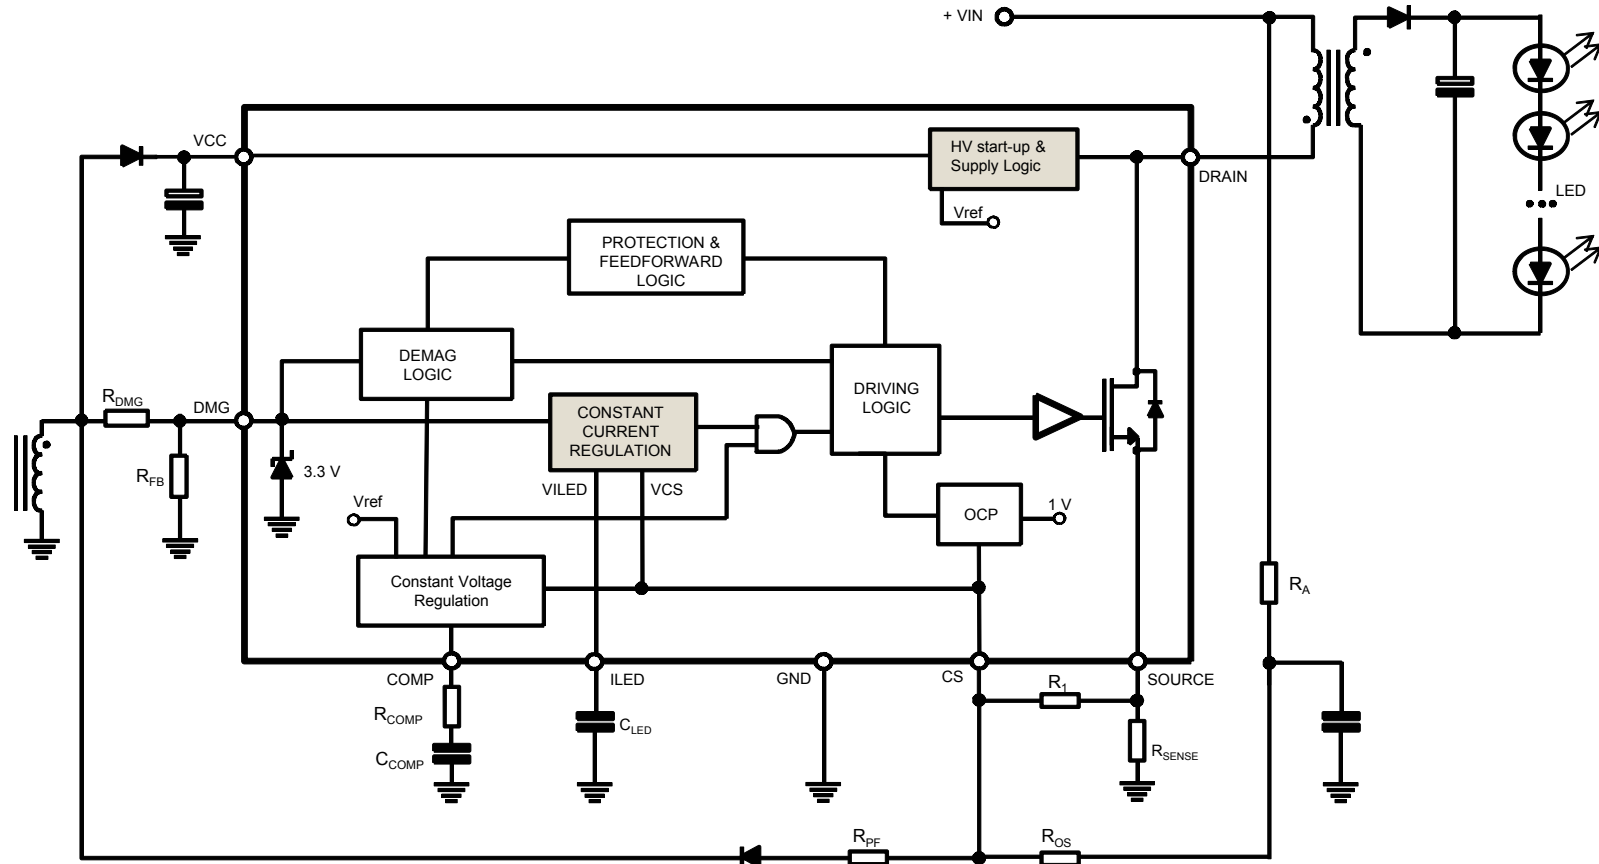 + VIN
VCC
HV start-up &
Supply Logic
DRAIN
LED
Vref
PROTECTION &
FEEDFORWARD
LOGIC
DEMAG
LOGIC
DRIVING
LOGIC
RDMG
DMG
CONSTANT
CURRENT
REGULATION
RFB
3.3 V
VILED
VCS
Vref
OCP
1 V
Constant Voltage
Regulation
RA
COMP
ILED
GND
CS
R1
SOURCE
RCOMP
CLED
CCOMP
RSENSE
RPF
ROS